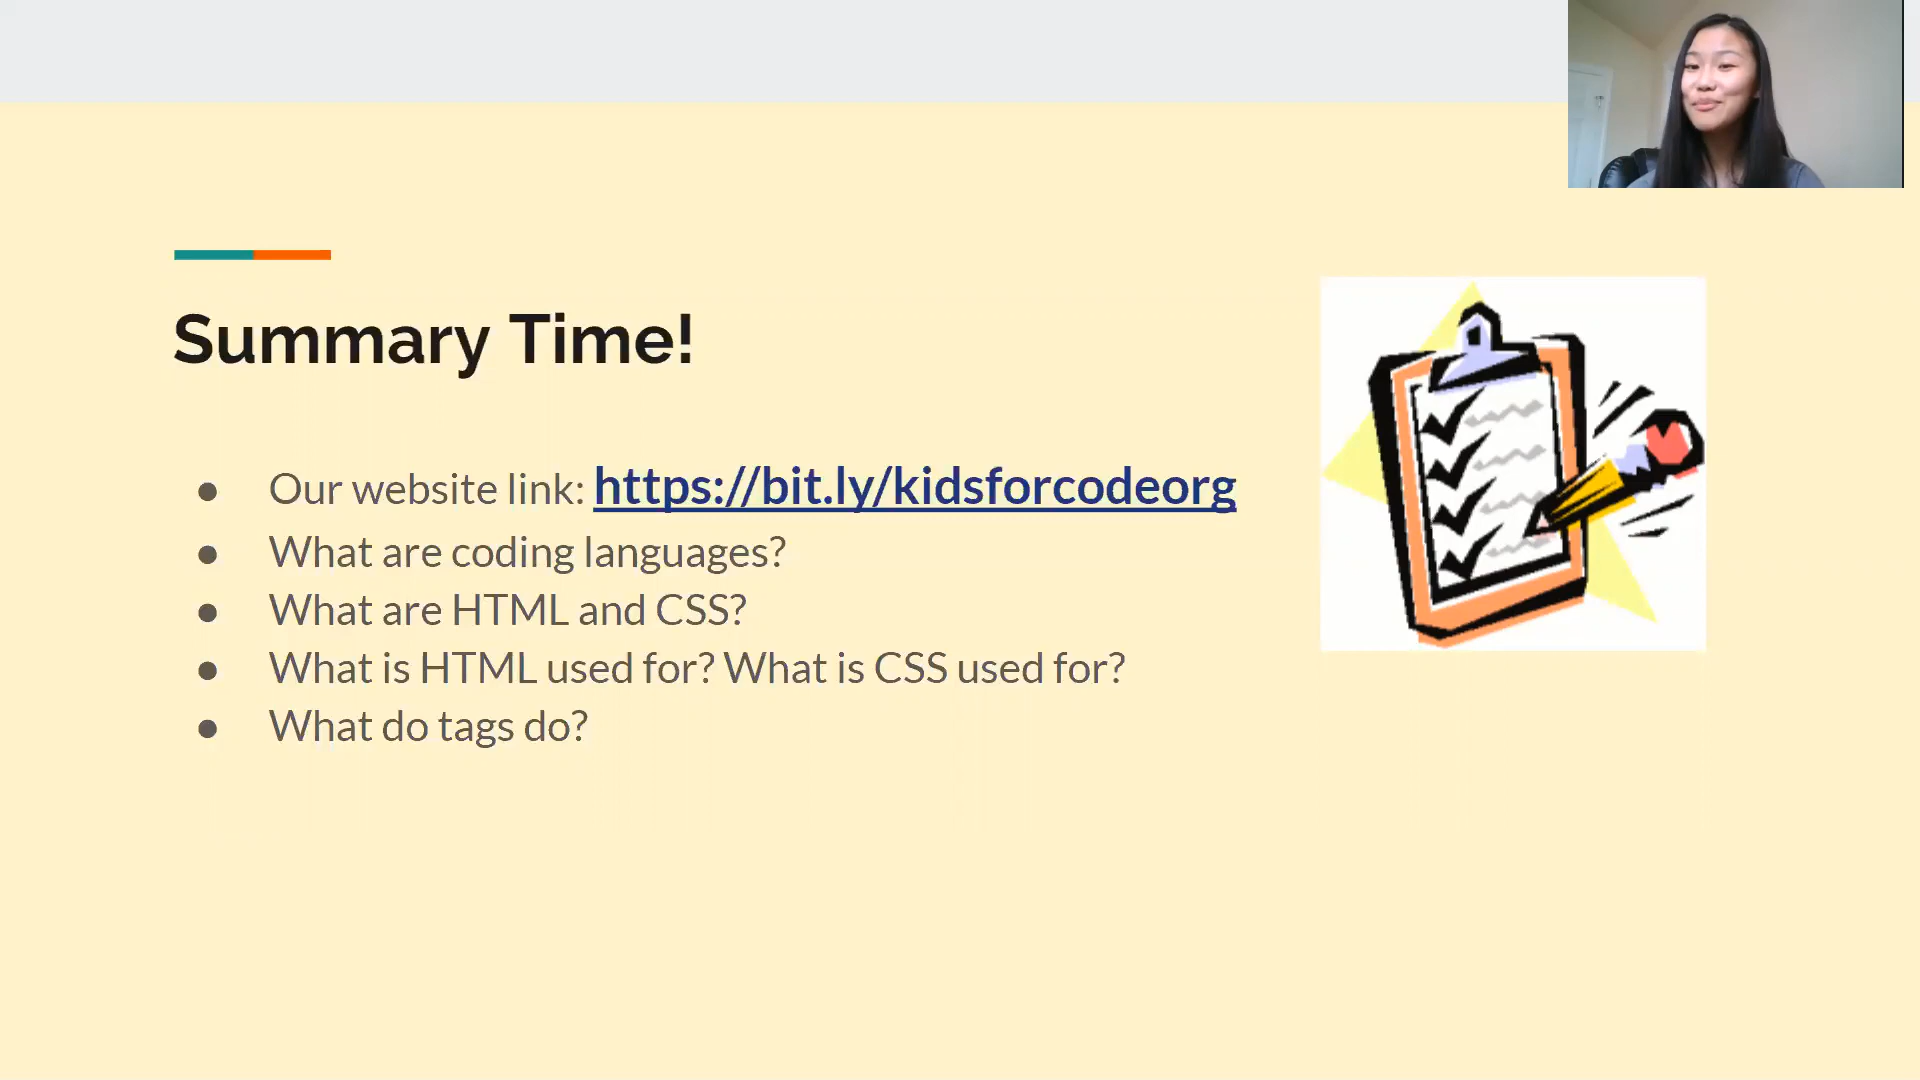 Summary Time!
Our website link: https://bit.ly/kidsforcodeorg
What are coding languages?
What are HTML and CSS?
What is HTML used for? What is CSS used for?
What do tags do?